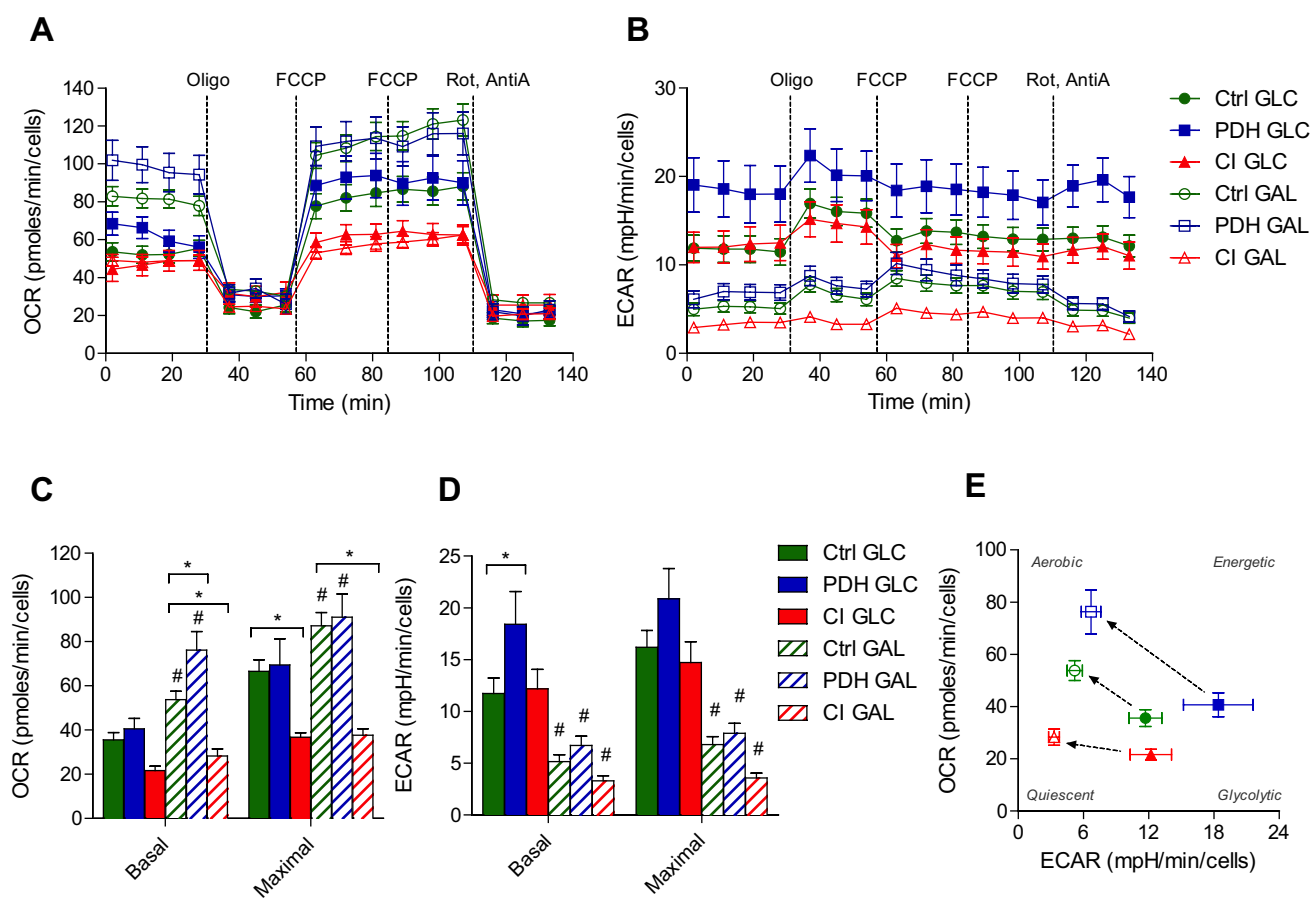 A
Oligo FCCP FCCP Rot, AntiA
OCR (pmoles/min/cells)
140
120
100
80
60
40
20
0
0 20 40 60 80 100 120 140
Time (min)
B
Oligo FCCP FCCP Rot, AntiA
ECAR (mpH/min/cells)
30
20
10
0
0 20 40 60 80 100 120 140
Time (min)
Ctrl GLC
PDH GLC
CI GLC
Ctrl GAL
PDH GAL
CI GAL
C
OCR (pmoles/min/cells)
120
100
80
60
40
20
0
* * # # * # # *
Basal
Maximal
D
ECAR (mpH/min/cells)
25
20
15
10
5
0
* # # # # # #
Basal
Maximal
Ctrl GLC
PDH GLC
CI GLC
Ctrl GAL
PDH GAL
CI GAL
E
OCR (pmoles/min/cells)
100
80
60
40
20
0
Aerobic Energetic
Quiescent Glycolytic
0 6 12 18 24
ECAR (mpH/min/cells)